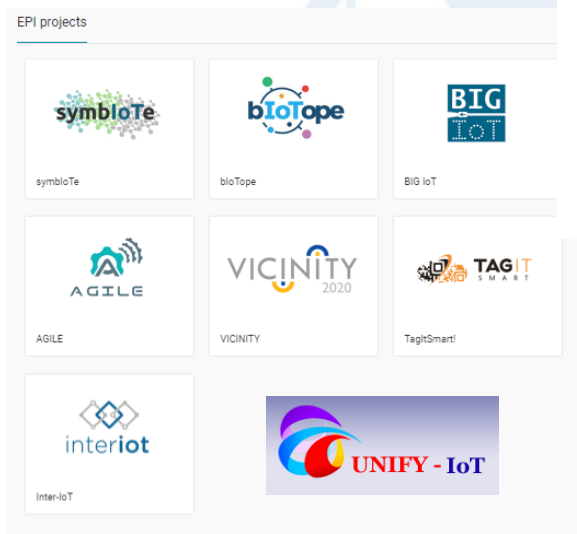 EPI projects
symbIoTe
bIoTope
BIG
IoT
symbIoTe
bIoTope
BIG IoT
AGILE
VICINITY
2020
TAGIT
SMART
AGILE
VICINITY
TagItSmart!
interiot
UNIFY - IoT
Inter-IoT